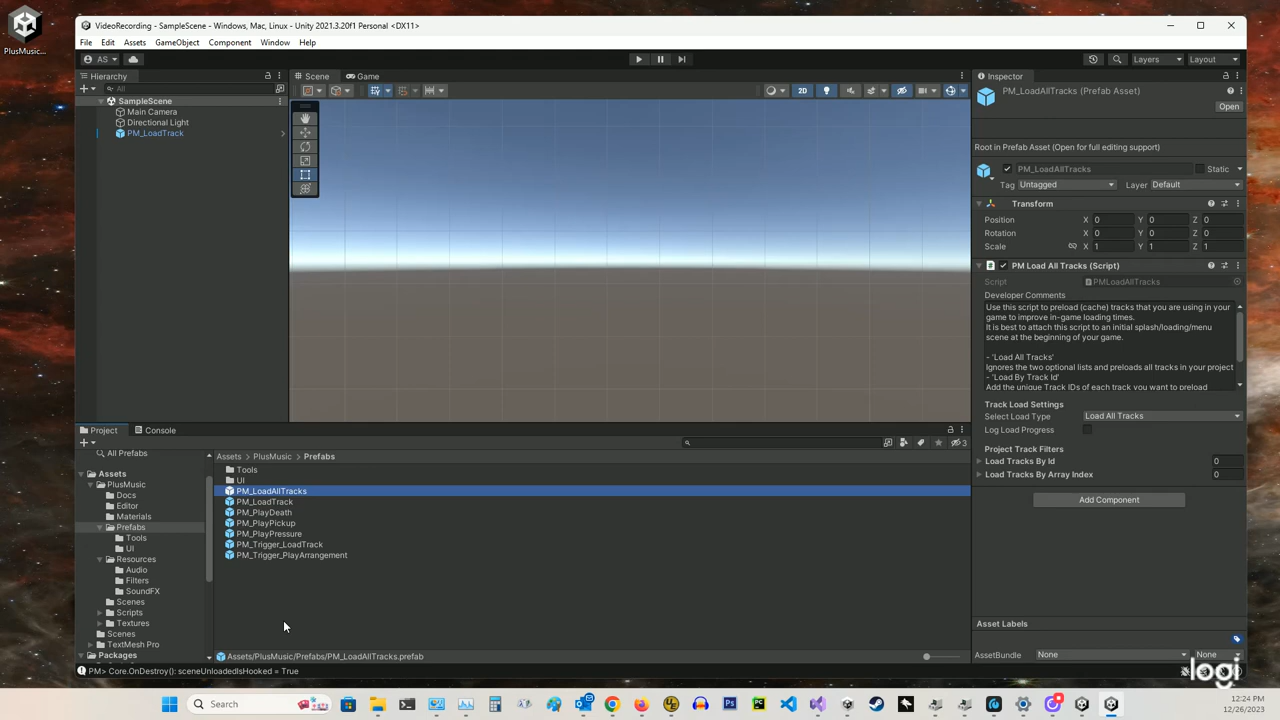 PlusMusic...
VideoRecording - SampleScene - Windows, Mac, Linux - Unity 2021.3.20f1 Personal <DX11>
File Edit Assets GameObject Component Window Help
AS Layers Layout
Hierarchy
All
SampleScene
Main Camera
Directional Light
PM_LoadTrack
Scene Game
2D
Inspector
PM_LoadAllTracks (Prefab Asset)
Open
Root in Prefab Asset (Open for full editing support)
PM_LoadAllTracks Static
Tag Untagged Layer Default
Transform
Position X 0 Y 0 Z 0
Rotation X 0 Y 0 Z 0
Scale X 1 Y 1 Z 1
PM Load All Tracks (Script)
Script PMLoadAllTracks
Developer Comments
Use this script to preload (cache) tracks that you are using in your
game to improve in-game loading times.
It is best to attach this script to an initial splash/loading/menu
scene at the beginning of your game.
- 'Load All Tracks'
Ignores the two optional lists and preloads all tracks in your project
- 'Load By Track Id'
Add the unique Track IDs of each track you want to preload
Track Load Settings
Select Load Type Load All Tracks
Log Load Progress
Project Track Filters
Load Tracks By Id 0
Load Tracks By Array Index 0
Add Component
Asset Labels
AssetBundle None None
Project Console
3
All Prefabs
Assets
PlusMusic
Docs
Editor
Materials
Prefabs
Tools
UI
Resources
Audio
Filters
SoundFX
Scenes
Scripts
Textures
Scenes
TextMesh Pro
Packages
Assets > PlusMusic > Prefabs
Tools
UI
PM_LoadAllTracks
PM_LoadTrack
PM_PlayDeath
PM_PlayPickup
PM_PlayPressure
PM_Trigger_LoadTrack
PM_Trigger_PlayArrangement
Assets/PlusMusic/Prefabs/PM_LoadAllTracks.prefab
PM> Core.OnDestroy(): sceneUnloadedIsHooked = True
logi
Search
12:24 PM
12/26/2023